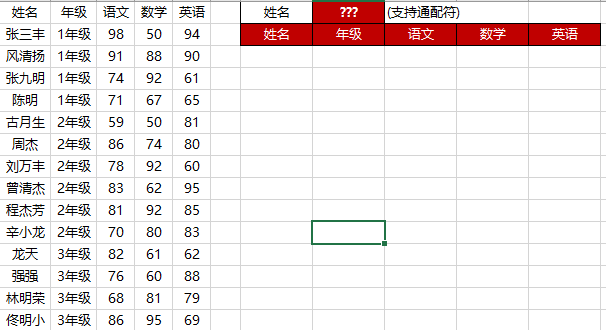 姓名 年级 语文 数学 英语 姓名 ??? (支持通配符)
张三丰 1年级 98 50 94 姓名 年级 语文 数学 英语
风清扬 1年级 91 88 90
张九明 1年级 74 92 61
陈明 1年级 71 67 65
古月生 2年级 59 50 81
周杰 2年级 86 74 80
刘万丰 2年级 78 92 60
曾清杰 2年级 83 62 95
程杰芳 2年级 81 92 85
辛小龙 2年级 70 80 83
龙天 3年级 82 61 62
强强 3年级 76 60 88
林明荣 3年级 68 81 79
佟明小 3年级 86 95 69